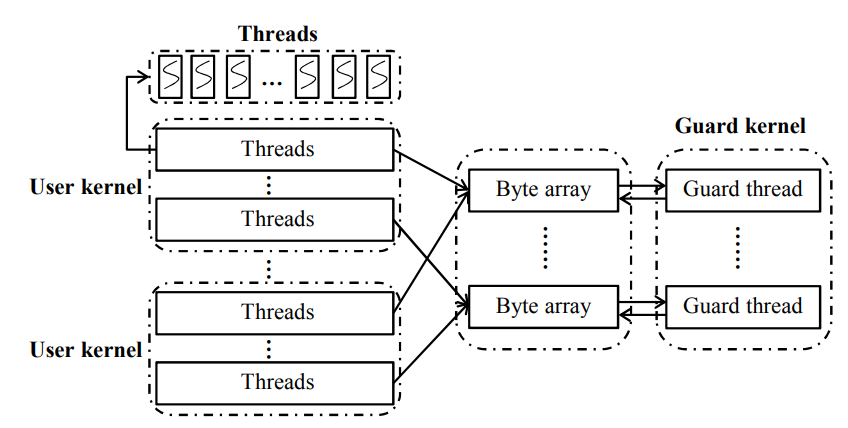 Threads
...
Threads
User kernel
Threads
Threads
User kernel
Threads
Byte array
Byte array
Guard kernel
Guard thread
Guard thread